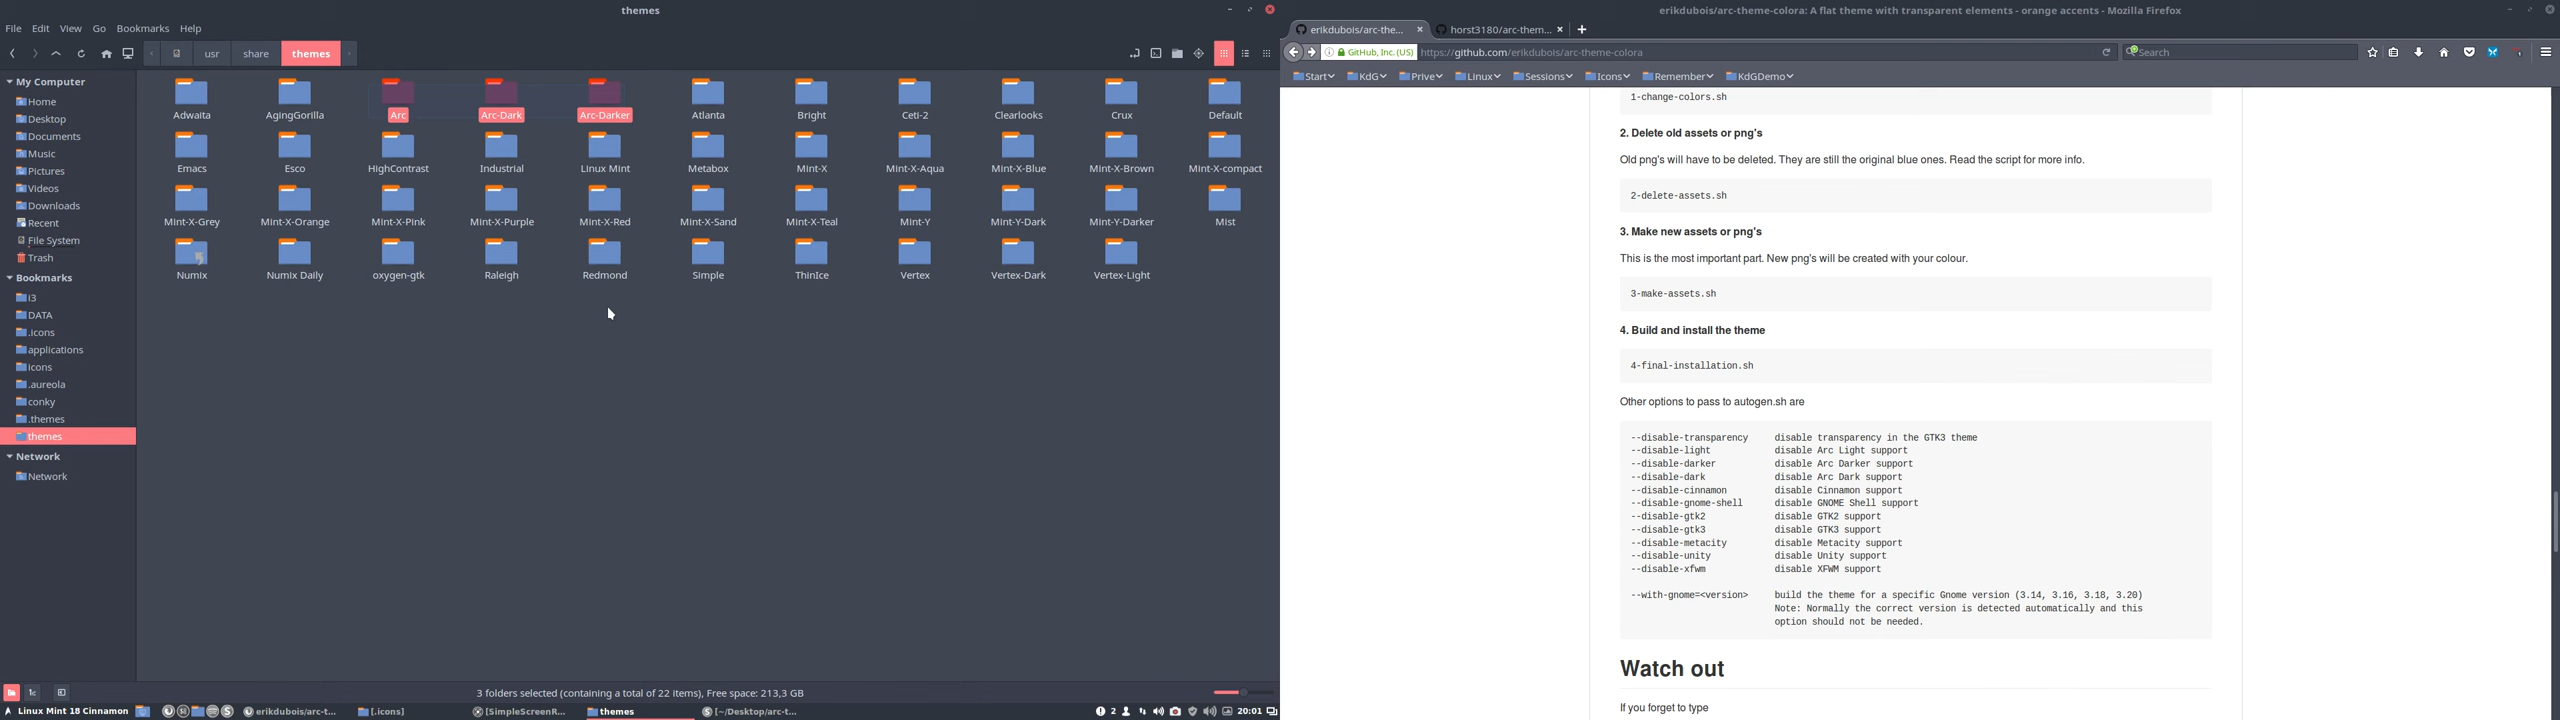 themes
File Edit View Go Bookmarks Help
usr share themes
My Computer
Home
Desktop
Documents
Music
Pictures
Videos
Downloads
Recent
File System
Trash
Bookmarks
i3
DATA
.icons
applications
icons
.aureola
conky
.themes
themes
Network
Network
Adwaita AgingGorilla Arc Arc-Dark Arc-Darker Atlanta Bright Ceti-2 Clearlooks Crux Default
Emacs Esco HighContrast Industrial Linux Mint Metabox Mint-X Mint-X-Aqua Mint-X-Blue Mint-X-Brown Mint-X-compact
Mint-X-Grey Mint-X-Orange Mint-X-Pink Mint-X-Purple Mint-X-Red Mint-X-Sand Mint-X-Teal Mint-Y Mint-Y-Dark Mint-Y-Darker Mist
Numix Numix Daily oxygen-gtk Raleigh Redmond Simple ThinIce Vertex Vertex-Dark Vertex-Light
3 folders selected (containing a total of 22 items), Free space: 213,3 GB
Linux Mint 18 Cinnamon erikdubois/arc-t... [.icons] [SimpleScreenR... themes [~/Desktop/arc-t... 2 20:01
erikdubois/arc-theme-colora: A flat theme with transparent elements - orange accents - Mozilla Firefox
erikdubois/arc-the... horst3180/arc-them...
GitHub, Inc. (US) https://github.com/erikdubois/arc-theme-colora Search
Start KdG Prive Linux Sessions Icons Remember KdGDemo
1-change-colors.sh
2. Delete old assets or png's
Old png's will have to be deleted. They are still the original blue ones. Read the script for more info.
2-delete-assets.sh
3. Make new assets or png's
This is the most important part. New png's will be created with your colour.
3-make-assets.sh
4. Build and install the theme
4-final-installation.sh
Other options to pass to autogen.sh are
--disable-transparency disable transparency in the GTK3 theme
--disable-light disable Arc Light support
--disable-darker disable Arc Darker support
--disable-dark disable Arc Dark support
--disable-cinnamon disable Cinnamon support
--disable-gnome-shell disable GNOME Shell support
--disable-gtk2 disable GTK2 support
--disable-gtk3 disable GTK3 support
--disable-metacity disable Metacity support
--disable-unity disable Unity support
--disable-xfwm disable XFWM support
--with-gnome=<version> build the theme for a specific Gnome version (3.14, 3.16, 3.18, 3.20)
Note: Normally the correct version is detected automatically and this
option should not be needed.
Watch out
If you forget to type